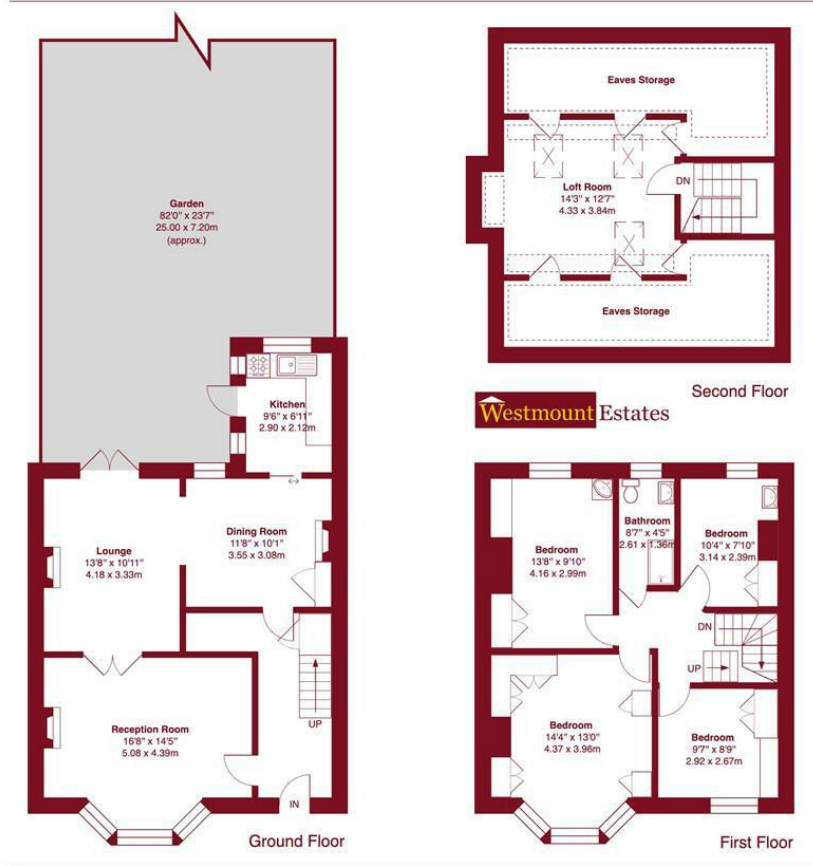 Garden
82'0" x 23'7"
25.00 x 7.20m
(approx.)
Kitchen
9'6" x 6'11"
2.90 x 2.12m
Lounge
13'8" x 10'11"
4.18 x 3.33m
Dining Room
11'8" x 10'1"
3.55 x 3.08m
Reception Room
16'8" x 14'5"
5.08 x 4.39m
UP
IN
Ground Floor
Eaves Storage
Loft Room
14'3" x 12'7"
4.33 x 3.84m
DN
Eaves Storage
Second Floor
Westmount Estates
Bedroom
13'8" x 9'10"
4.16 x 2.99m
Bathroom
8'7" x 4'5"
2.61 x 1.36m
Bedroom
10'4" x 7'10"
3.14 x 2.39m
DN
UP
Bedroom
14'4" x 13'0"
4.37 x 3.96m
Bedroom
9'7" x 8'9"
2.92 x 2.67m
First Floor